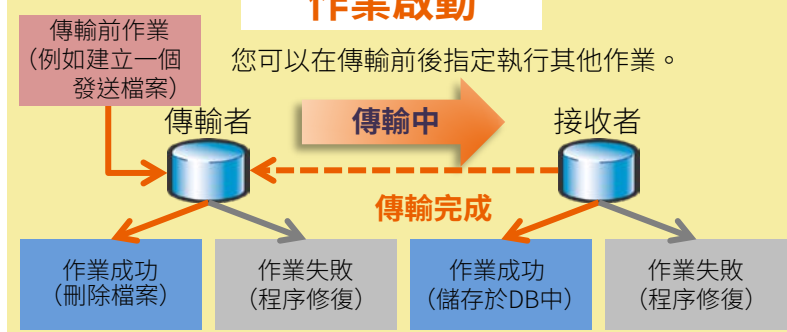 作業啟動
傳輸前作業
（例如建立一個
發送檔案）
您可以在傳輸前後指定執行其他作業。
傳輸者
傳輸中
接收者
傳輸完成
作業成功
（刪除檔案）
作業失敗
（程序修復）
作業成功
（儲存於DB中）
作業失敗
（程序修復）